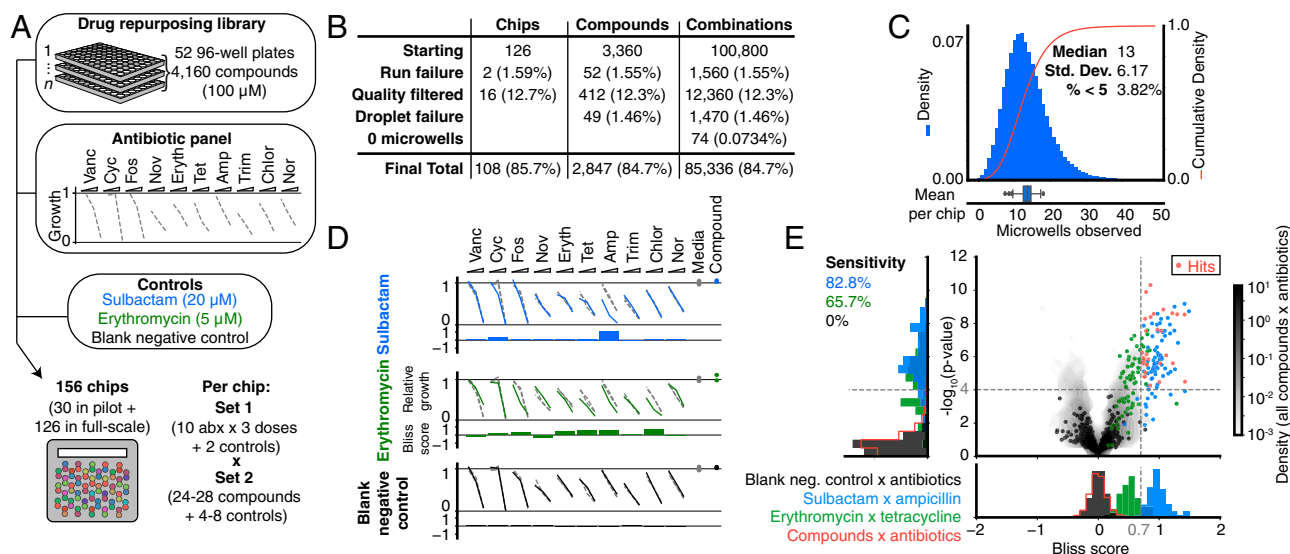 A
Drug repurposing library
1
⋮
n
52 96-well plates
4,160 compounds
(100 µM)
Antibiotic panel
Vanc
Cyc
Fos
Nov
Eryth
Tet
Amp
Trim
Chlor
Nor
Growth
1
0
Controls
Sulbactam (20 µM)
Erythromycin (5 µM)
Blank negative control
156 chips
(30 in pilot +
126 in full-scale)
Per chip:
Set 1
(10 abx x 3 doses
+ 2 controls)
x
Set 2
(24-28 compounds
+ 4-8 controls)
B
Chips Compounds Combinations
Starting 126 3,360 100,800
Run failure 2 (1.59%) 52 (1.55%) 1,560 (1.55%)
Quality filtered 16 (12.7%) 412 (12.3%) 12,360 (12.3%)
Droplet failure 49 (1.46%) 1,470 (1.46%)
0 microwells 74 (0.0734%)
Final Total 108 (85.7%) 2,847 (84.7%) 85,336 (84.7%)
C
0.07
Density
0.00
1.0
Cumulative Density
0.0
Median 13
Std. Dev. 6.17
% < 5 3.82%
Mean
per chip
0 10 20 30 40 50
Microwells observed
D
Vanc
Cyc
Fos
Nov
Eryth
Tet
Amp
Trim
Chlor
Nor
Media
Compound
Sulbactam
1
0
1
−1
Erythromycin
Relative
growth
Bliss
score
1
0
1
−1
Blank
negative
control
1
0
1
−1
E
Sensitivity
82.8%
65.7%
0%
12
10
8
6
4
2
0
-log₁₀(p-value)
Hits
10¹
10⁰
10⁻¹
10⁻²
10⁻³
Density (all compounds x antibiotics)
Blank neg. control x antibiotics
Sulbactam x ampicillin
Erythromycin x tetracycline
Compounds x antibiotics
−2 −1 0 0.7 1 2
Bliss score